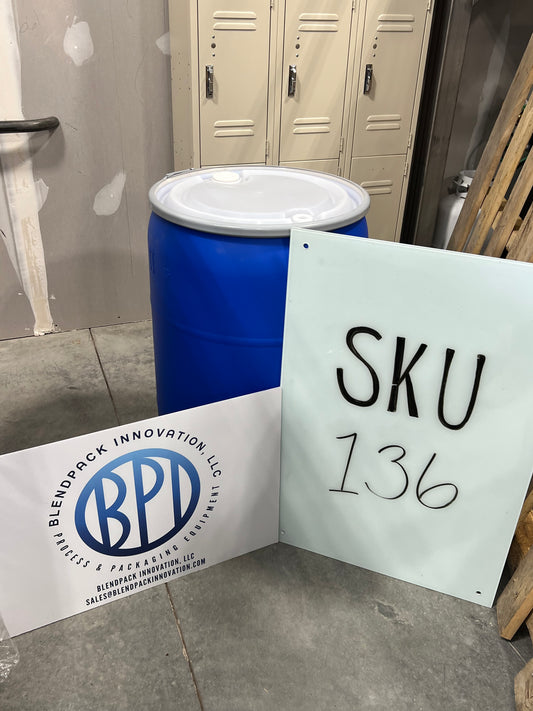 SKU
136
BLENDPACK INNOVATION, LLC
BPI
PROCESS & PACKAGING EQUIPMENT
BLENDPACK INNOVATION, LLC
SALES@BLENDPACKINNOVATION.COM